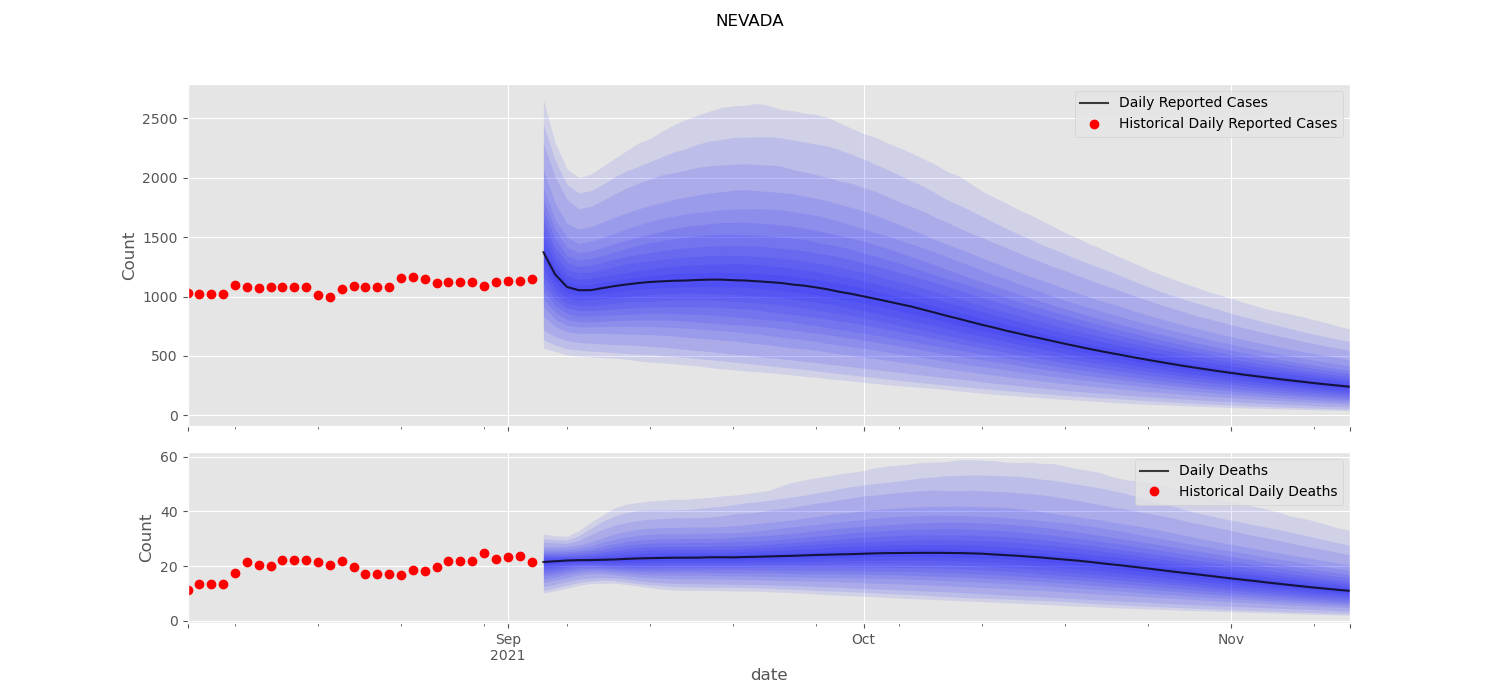 NEVADA
Daily Reported Cases
Historical Daily Reported Cases
Count
2500
2000
1500
1000
500
0
Daily Deaths
Historical Daily Deaths
Count
60
40
20
0
Sep
2021
Oct
Nov
date